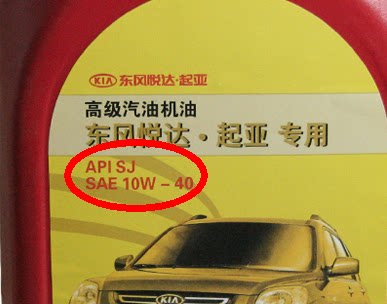 KIA 东风悦达·起亚
高级汽油机油
东风悦达·起亚 专用
API SJ
SAE 10W-40
KIA